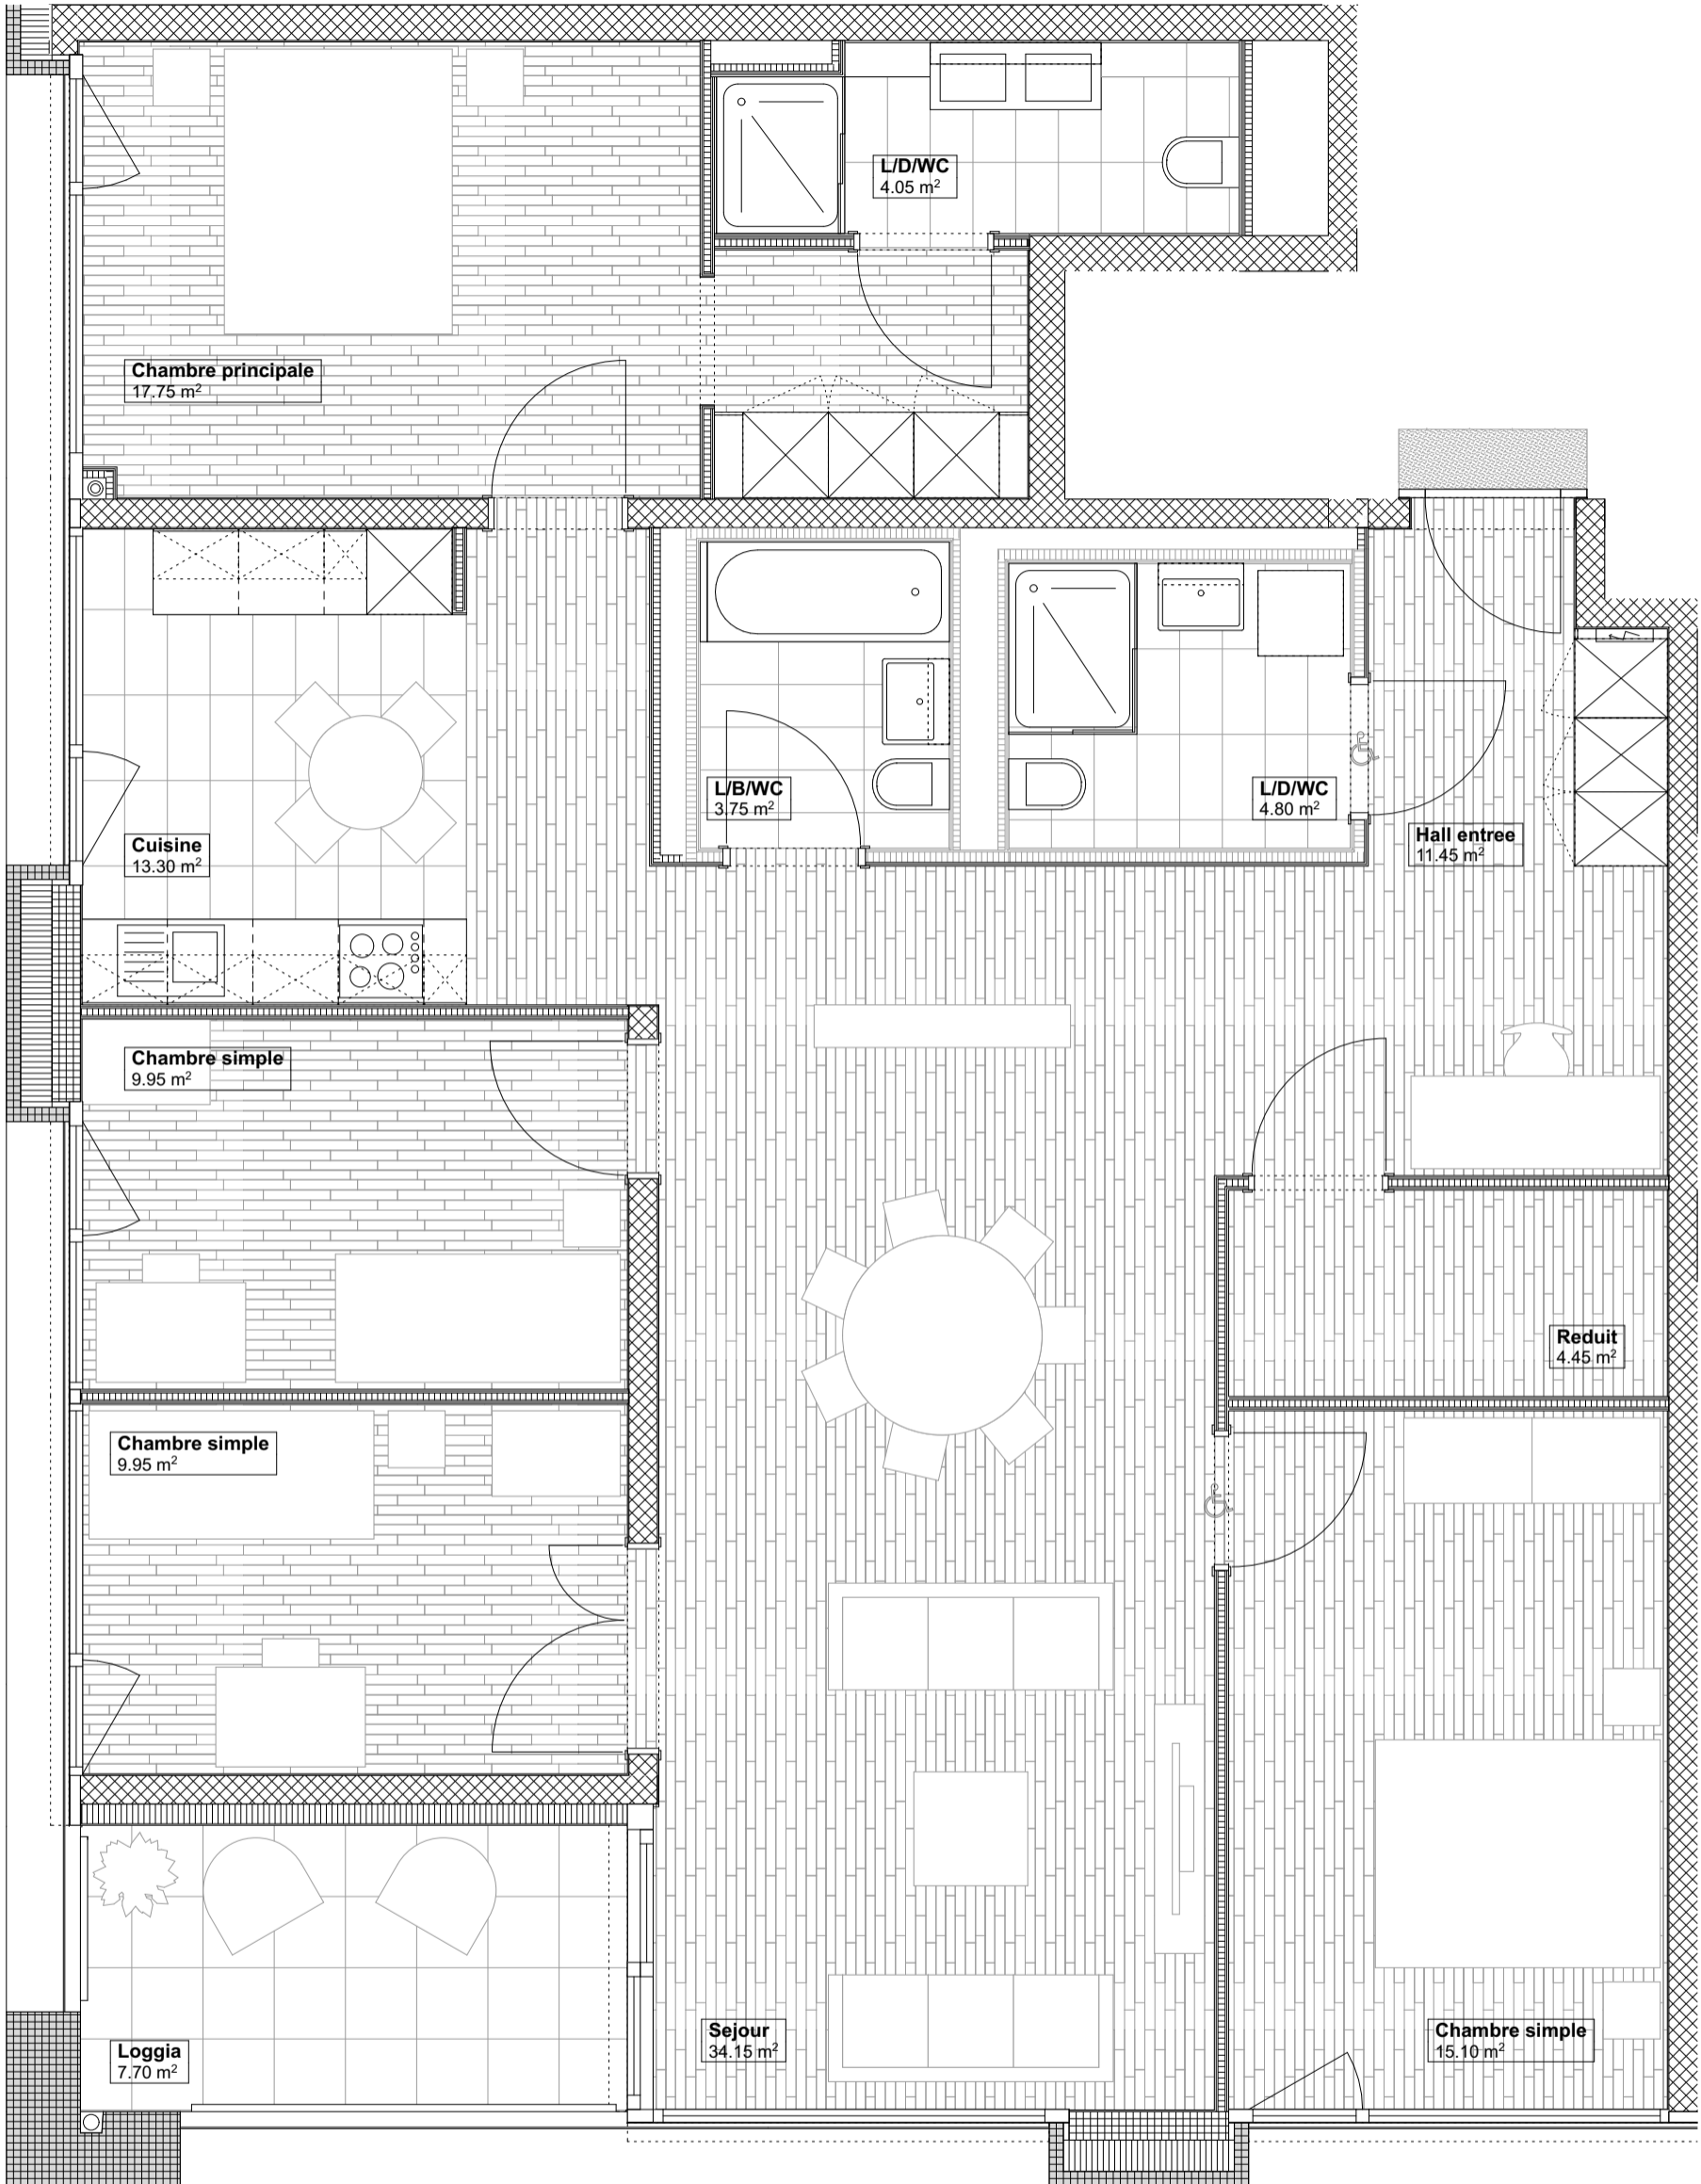 L/D/WC
4.05 m²
Chambre principale
17.75 m²
L/B/WC
3.75 m²
L/D/WC
4.80 m²
Hall entree
11.45 m²
Cuisine
13.30 m²
Chambre simple
9.95 m²
Reduit
4.45 m²
Chambre simple
9.95 m²
Sejour
34.15 m²
Chambre simple
15.10 m²
Loggia
7.70 m²